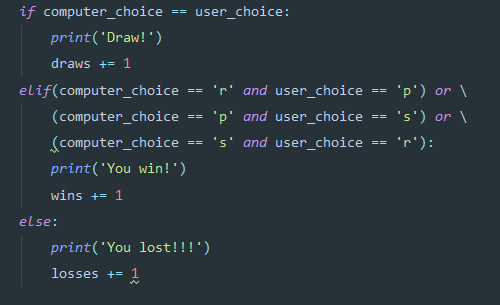 if computer_choice == user_choice:
    print('Draw!')
    draws += 1
elif(computer_choice == 'r' and user_choice == 'p') or \
    (computer_choice == 'p' and user_choice == 's') or \
    (computer_choice == 's' and user_choice == 'r'):
    print('You win!')
    wins += 1
else:
    print('You lost!!!')
    losses += 1